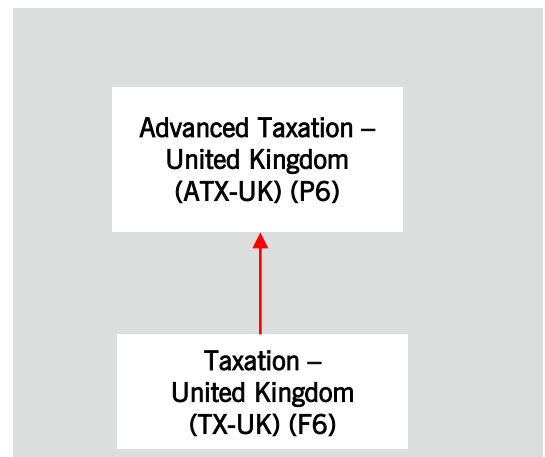 Advanced Taxation –
United Kingdom
(ATX-UK) (P6)
Taxation –
United Kingdom
(TX-UK) (F6)